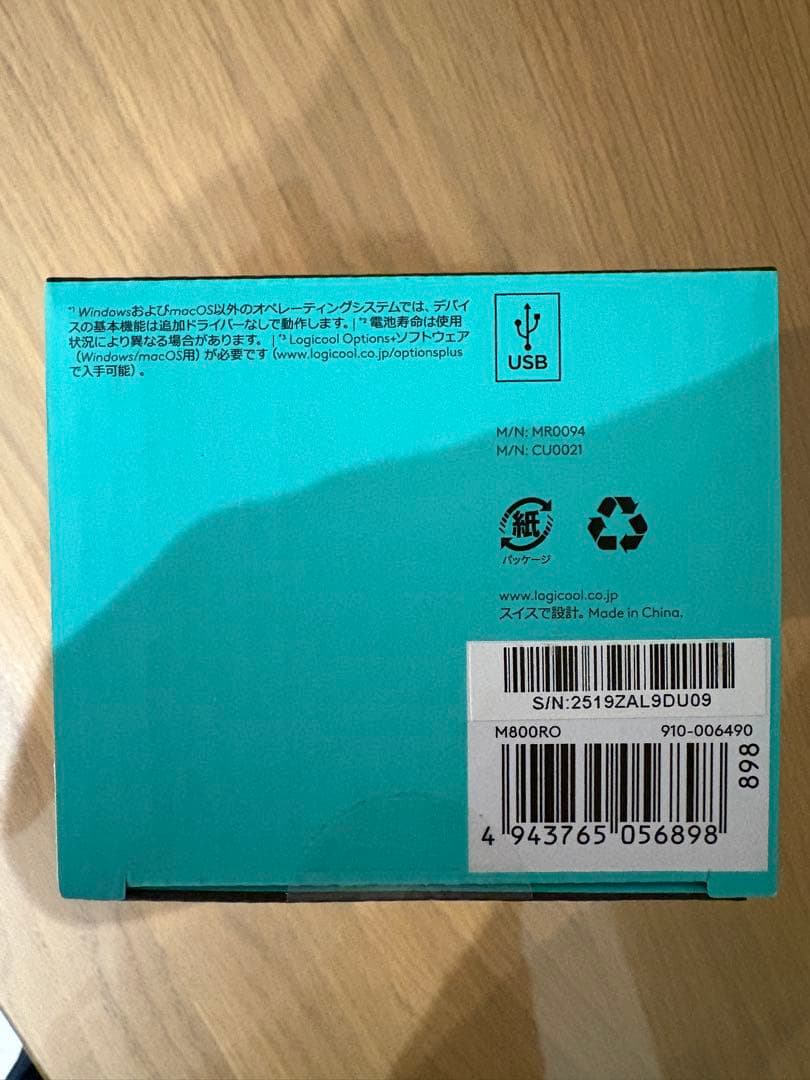 *1 WindowsおよびmacOS以外のオペレーティングシステムでは、デバイ
スの基本機能は追加ドライバーなしで動作します。| *2 電池寿命は使用
状況により異なる場合があります。 | *3 Logicool Options+ソフトウェア
（Windows/macOS用）が必要です（www.logicool.co.jp/optionsplus
で入手可能）。
USB
M/N: MR0094
M/N: CU0021
紙
パッケージ
www.logicool.co.jp
スイスで設計。Made in China.
S/N:2519ZAL9DU09
M800RO 910-006490
898
4 943765 056898